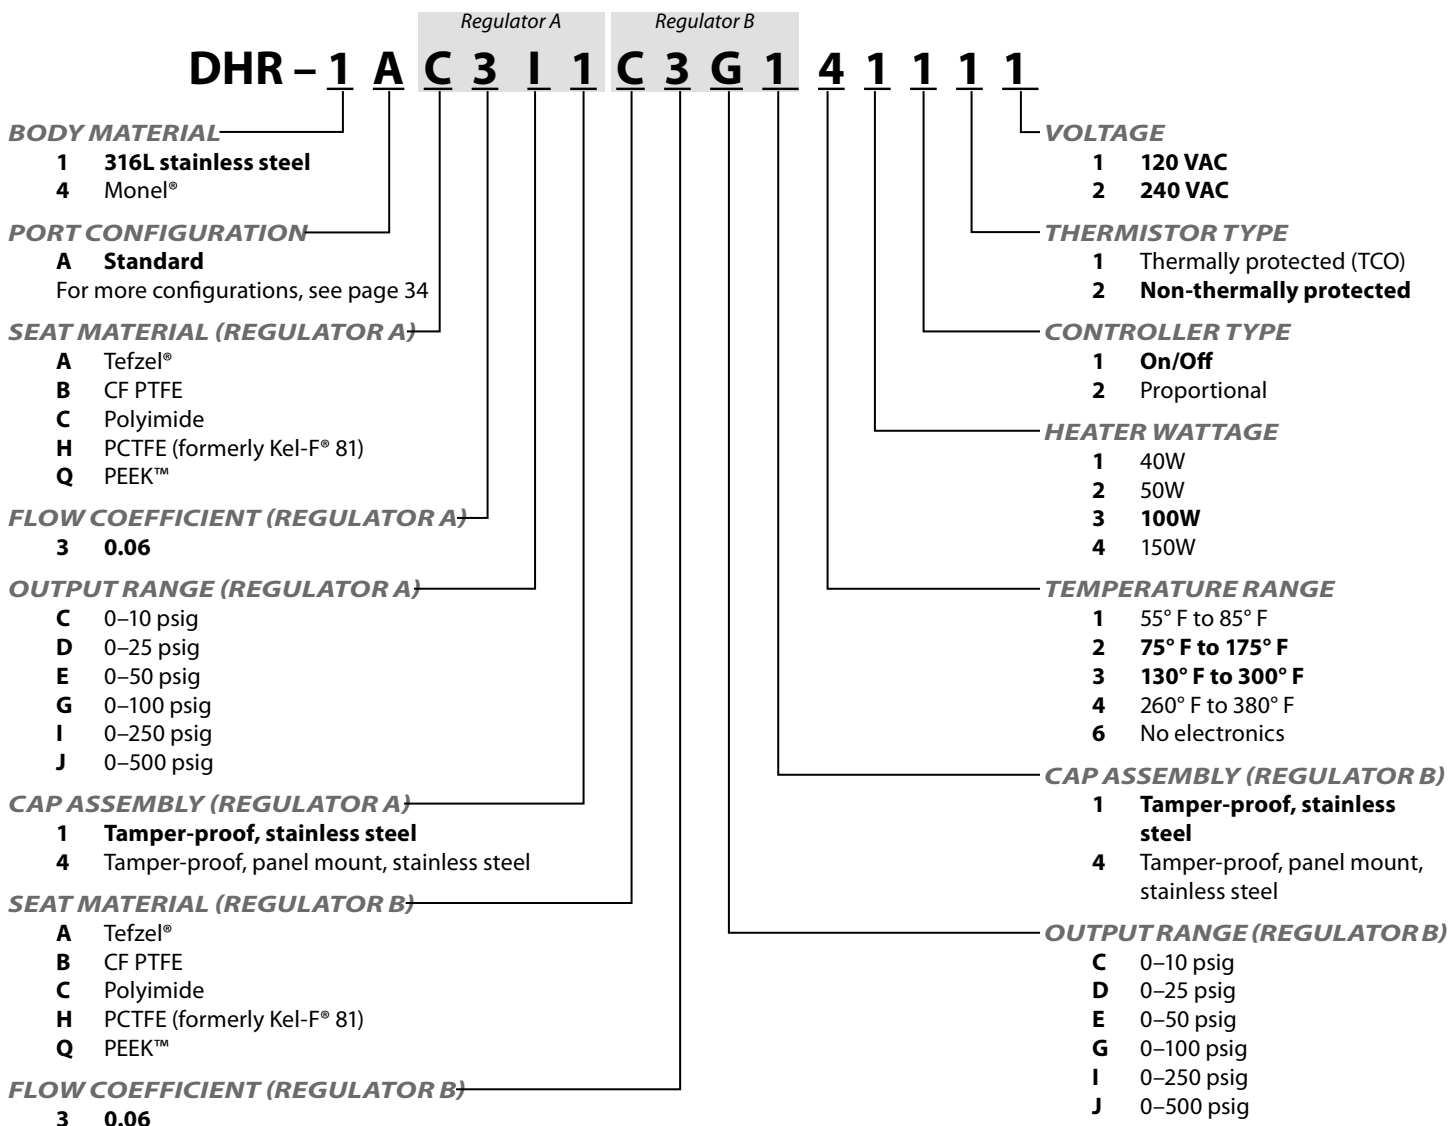 Regulator A
Regulator B
DHR – 1 A C 3 I 1 C 3 G 1 4 1 1 1 1
BODY MATERIAL
1 316L stainless steel
4 Monel®
PORT CONFIGURATION
A Standard
For more configurations, see page 34
SEAT MATERIAL (REGULATOR A)
A Tefzel®
B CF PTFE
C Polyimide
H PCTFE (formerly Kel-F® 81)
Q PEEK™
FLOW COEFFICIENT (REGULATOR A)
3 0.06
OUTPUT RANGE (REGULATOR A)
C 0–10 psig
D 0–25 psig
E 0–50 psig
G 0–100 psig
I 0–250 psig
J 0–500 psig
CAP ASSEMBLY (REGULATOR A)
1 Tamper-proof, stainless steel
4 Tamper-proof, panel mount, stainless steel
SEAT MATERIAL (REGULATOR B)
A Tefzel®
B CF PTFE
C Polyimide
H PCTFE (formerly Kel-F® 81)
Q PEEK™
FLOW COEFFICIENT (REGULATOR B)
3 0.06
VOLTAGE
1 120 VAC
2 240 VAC
THERMISTOR TYPE
1 Thermally protected (TCO)
2 Non-thermally protected
CONTROLLER TYPE
1 On/Off
2 Proportional
HEATER WATTAGE
1 40W
2 50W
3 100W
4 150W
TEMPERATURE RANGE
1 55° F to 85° F
2 75° F to 175° F
3 130° F to 300° F
4 260° F to 380° F
6 No electronics
CAP ASSEMBLY (REGULATOR B)
1 Tamper-proof, stainless
steel
4 Tamper-proof, panel mount,
stainless steel
OUTPUT RANGE (REGULATOR B)
C 0–10 psig
D 0–25 psig
E 0–50 psig
G 0–100 psig
I 0–250 psig
J 0–500 psig